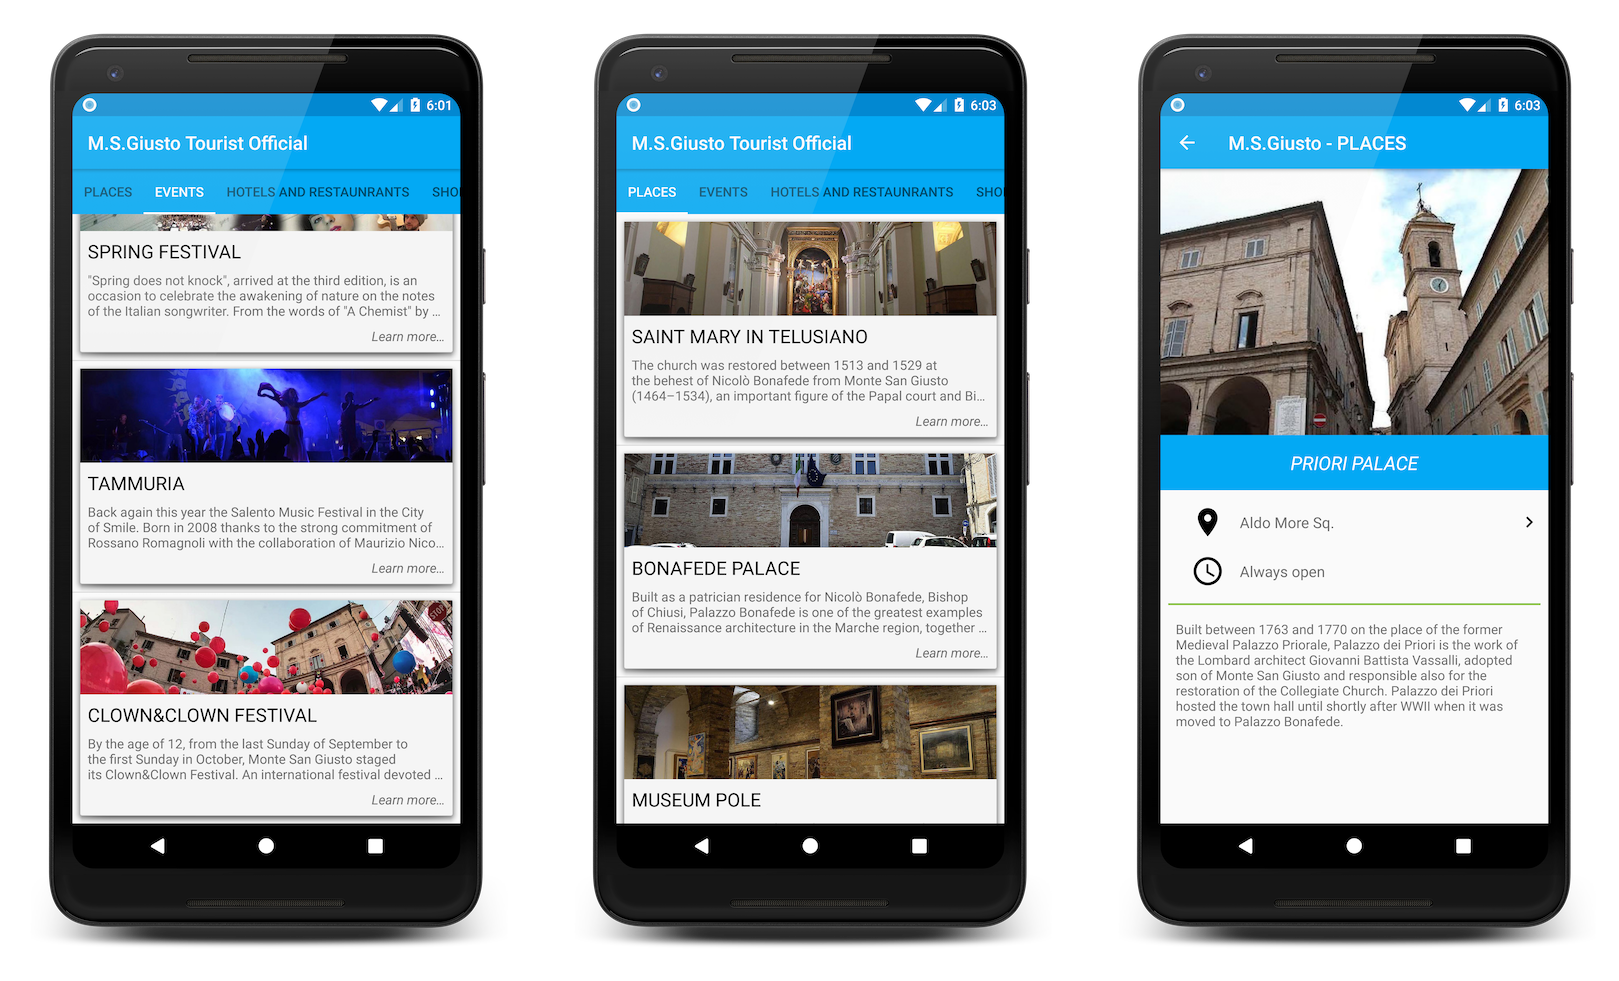 6:01
M.S.Giusto Tourist Official
PLACES EVENTS HOTELS AND RESTAUNRANTS SHO
SPRING FESTIVAL
"Spring does not knock", arrived at the third edition, is an
occasion to celebrate the awakening of nature on the notes
of the Italian songwriter. From the words of "A Chemist" by ...
Learn more...
TAMMURIA
Back again this year the Salento Music Festival in the City
of Smile. Born in 2008 thanks to the strong commitment of
Rossano Romagnoli with the collaboration of Maurizio Nico...
Learn more...
CLOWN&CLOWN FESTIVAL
By the age of 12, from the last Sunday of September to
the first Sunday in October, Monte San Giusto staged
its Clown&Clown Festival. An international festival devoted ...
Learn more...
6:03
M.S.Giusto Tourist Official
PLACES EVENTS HOTELS AND RESTAUNRANTS SHO
SAINT MARY IN TELUSIANO
The church was restored between 1513 and 1529 at
the behest of Nicolò Bonafede from Monte San Giusto
(1464–1534), an important figure of the Papal court and Bi...
Learn more...
BONAFEDE PALACE
Built as a patrician residence for Nicolò Bonafede, Bishop
of Chiusi, Palazzo Bonafede is one of the greatest examples
of Renaissance architecture in the Marche region, together ...
Learn more...
MUSEUM POLE
6:03
M.S.Giusto - PLACES
PRIORI PALACE
Aldo More Sq.
Always open
Built between 1763 and 1770 on the place of the former
Medieval Palazzo Priorale, Palazzo dei Priori is the work of
the Lombard architect Giovanni Battista Vassalli, adopted
son of Monte San Giusto and responsible also for the
restoration of the Collegiate Church. Palazzo dei Priori
hosted the town hall until shortly after WWII when it was
moved to Palazzo Bonafede.